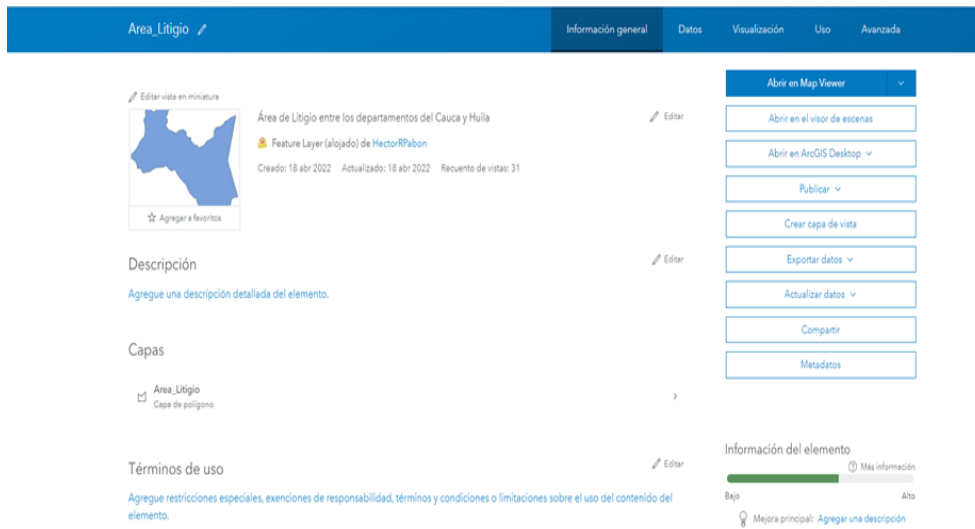 Area_Litigio
Información general
Datos
Visualización
Uso
Avanzada
Editar vista en miniatura
Agregar a favoritos
Área de Litigio entre los departamentos del Cauca y Huila
Editar
Feature Layer (alojado) de HectorRPabon
Creado: 18 abr 2022 Actualizado: 18 abr 2022 Recuento de vistas: 31
Descripción
Editar
Agregue una descripción detallada del elemento.
Capas
Area_Litigio
Capa de polígono
Términos de uso
Editar
Agregue restricciones especiales, exenciones de responsabilidad, términos y condiciones o limitaciones sobre el uso del contenido del
elemento.
Abrir en Map Viewer
Abrir en el visor de escenas
Abrir en ArcGIS Desktop
Publicar
Crear capa de vista
Exportar datos
Actualizar datos
Compartir
Metadatos
Información del elemento
Más información
Bajo
Alto
Mejora principal: Agregar una descripción